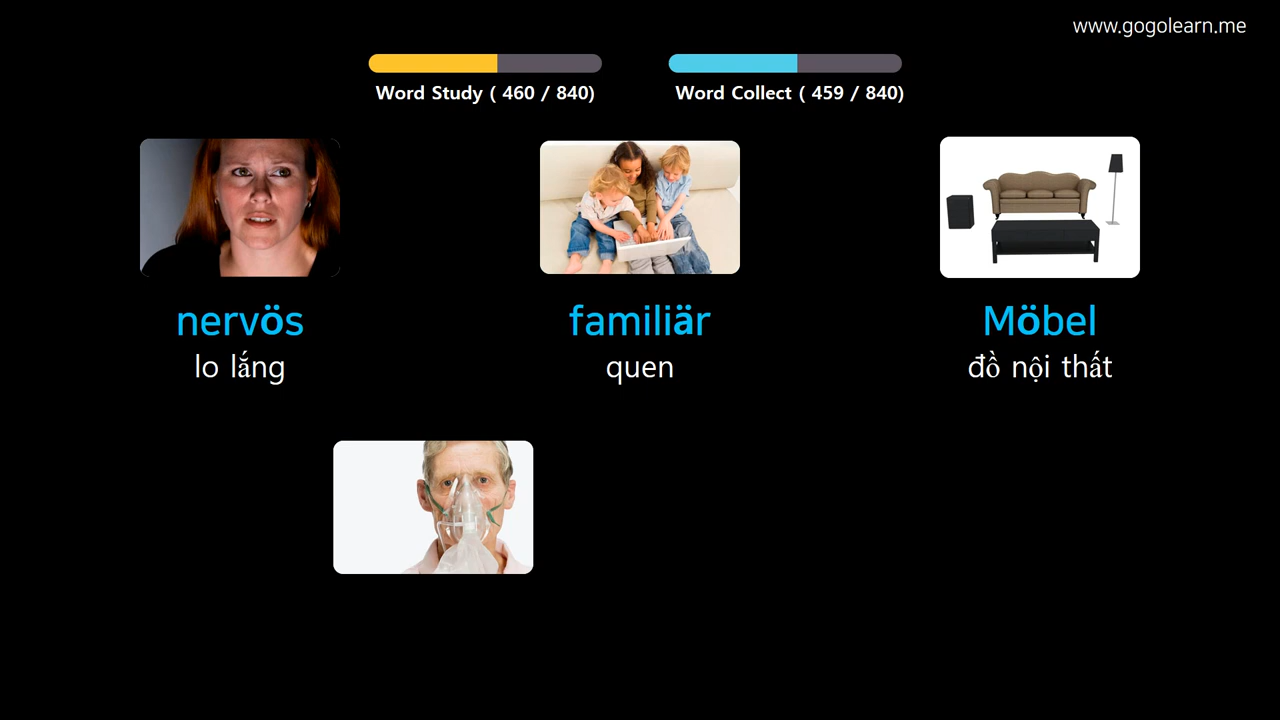 www.gogolearn.me
Word Study ( 460 / 840)
Word Collect ( 459 / 840)
nervös
familiär
Möbel
lo lắng
quen
đồ nội thất